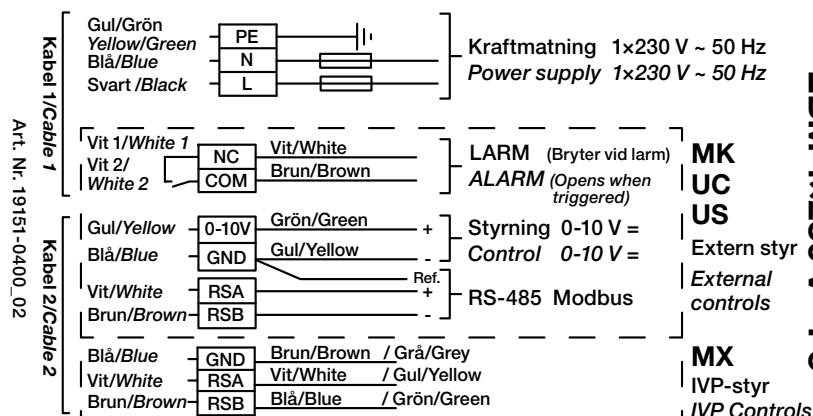 Art. Nr. 19151-0400_02
Kabel 1/Cable 1
Gul/Grön
Yellow/Green
PE
Blå/Blue
N
Svart /Black
L
Kraftmatning 1×230 V ~ 50 Hz
Power supply 1×230 V ~ 50 Hz
Vit 1/White 1
NC
Vit/White
Vit 2/
White 2
COM
Brun/Brown
LARM (Bryter vid larm)
ALARM (Opens when
triggered)
MK
UC
US
Extern styr
External
controls
Kabel 2/Cable 2
Gul/Yellow
0-10V
Grön/Green
+
Styrning 0-10 V =
Blå/Blue
GND
Gul/Yellow
-
Control 0-10 V =
Ref.
Vit/White
RSA
+
RS-485 Modbus
Brun/Brown
RSB
-
Blå/Blue
GND
Brun/Brown / Grå/Grey
Vit/White
RSA
Vit/White / Gul/Yellow
Brun/Brown
RSB
Blå/Blue / Grön/Green
MX
IVP-styr
IVP Controls